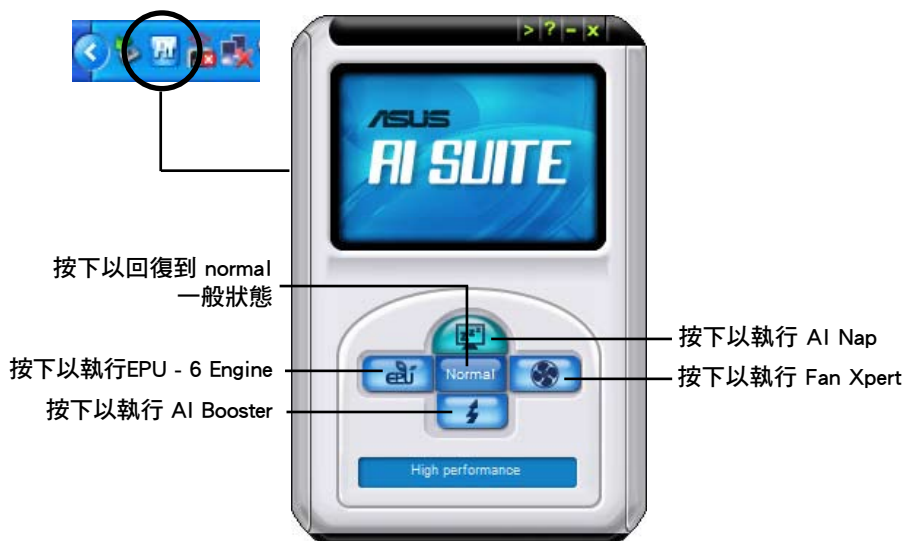 > ? - x
ASUS
AI SUITE
按下以回復到 normal
一般狀態
按下以執行 AI Nap
按下以執行EPU - 6 Engine
EPU
Normal
按下以執行 Fan Xpert
按下以執行 AI Booster
High performance